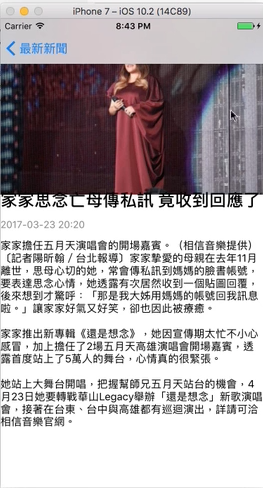 iPhone 7 – iOS 10.2 (14C89)
Carrier
8:43 PM
最新新聞
家家思念亡母傳私訊 竟收到回應了
2017-03-23 20:20
家家擔任五月天演唱會的開場嘉賓。（相信音樂提供）
〔記者陽昕翰／台北報導〕家家摯愛的母親在去年11月
離世，思母心切的她，常會傳私訊到媽媽的臉書帳號，
要表達思念心情，她透露有次居然收到一個貼圖回覆，
後來想到才驚呼：「那是我大姊用媽媽的帳號回我訊息
啦。」讓家家好氣又好笑，卻也因此被療癒。
家家推出新專輯《還是想念》，她因宣傳期太忙不小心
感冒，加上擔任了2場五月天高雄演唱會開場嘉賓，透
露首度站上了5萬人的舞台，心情真的很緊張。
她站上大舞台開唱，把握幫師兄五月天站台的機會，4
月23日她要轉戰華山Legacy舉辦「還是想念」新歌演唱
會，接著在台東、台中與高雄都有巡迴演出，詳請可洽
相信音樂官網。